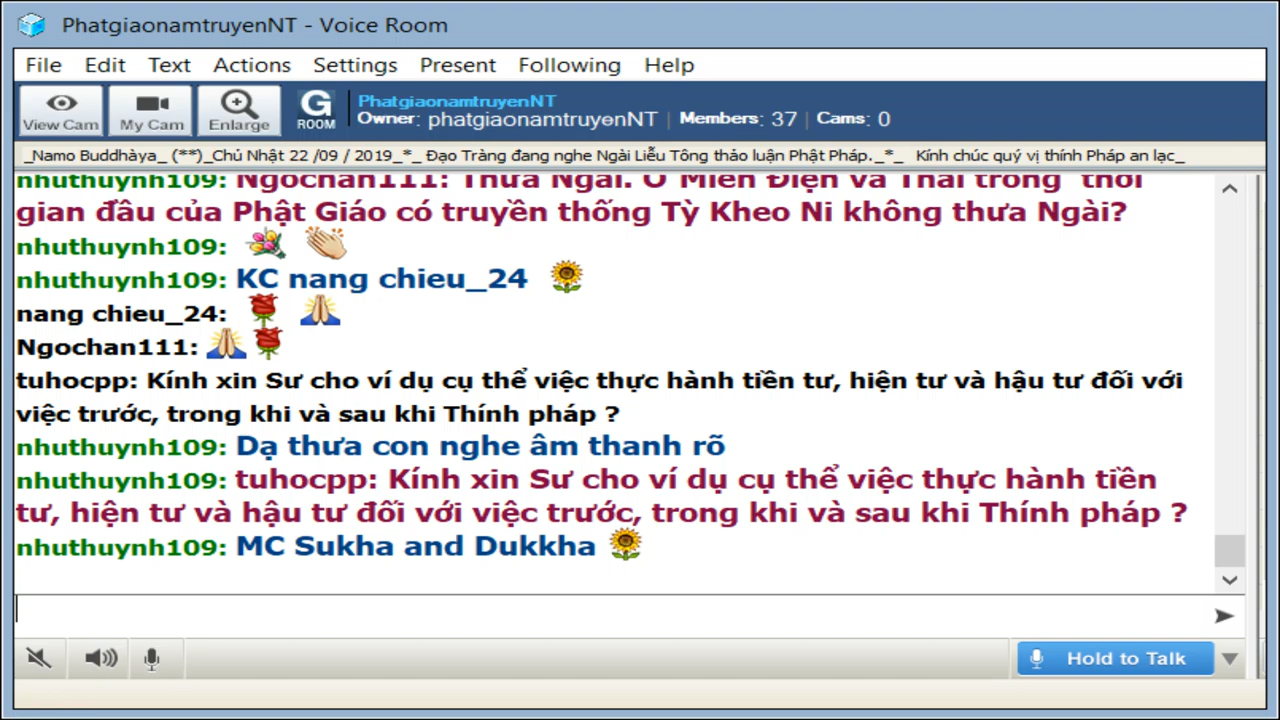 PhatgiaonamtruyenNT - Voice Room
File Edit Text Actions Settings Present Following Help
View Cam My Cam Enlarge G ROOM PhatgiaonamtruyenNT
Owner: phatgiaonamtruyenNT Members: 37 Cams: 0
_Namo Buddhàya_ (**)_Chủ Nhật 22 /09 / 2019_*_ Đạo Tràng đang nghe Ngài Liễu Tông thảo luận Phật Pháp._*_ Kính chúc quý vị thính Pháp an lạc_
nhuthuynh109: Ngochan111: Thưa Ngài. Ở Miến Điện và Thái trong thời
gian đầu của Phật Giáo có truyền thống Tỳ Kheo Ni không thưa Ngài?
nhuthuynh109:
nhuthuynh109: KC nang chieu_24
nang chieu_24:
Ngochan111:
tuhocpp: Kính xin Sư cho ví dụ cụ thể việc thực hành tiền tư, hiện tư và hậu tư đối với
việc trước, trong khi và sau khi Thính pháp ?
nhuthuynh109: Dạ thưa con nghe âm thanh rõ
nhuthuynh109: tuhocpp: Kính xin Sư cho ví dụ cụ thể việc thực hành tiền
tư, hiện tư và hậu tư đối với việc trước, trong khi và sau khi Thính pháp ?
nhuthuynh109: MC Sukha and Dukkha
Hold to Talk